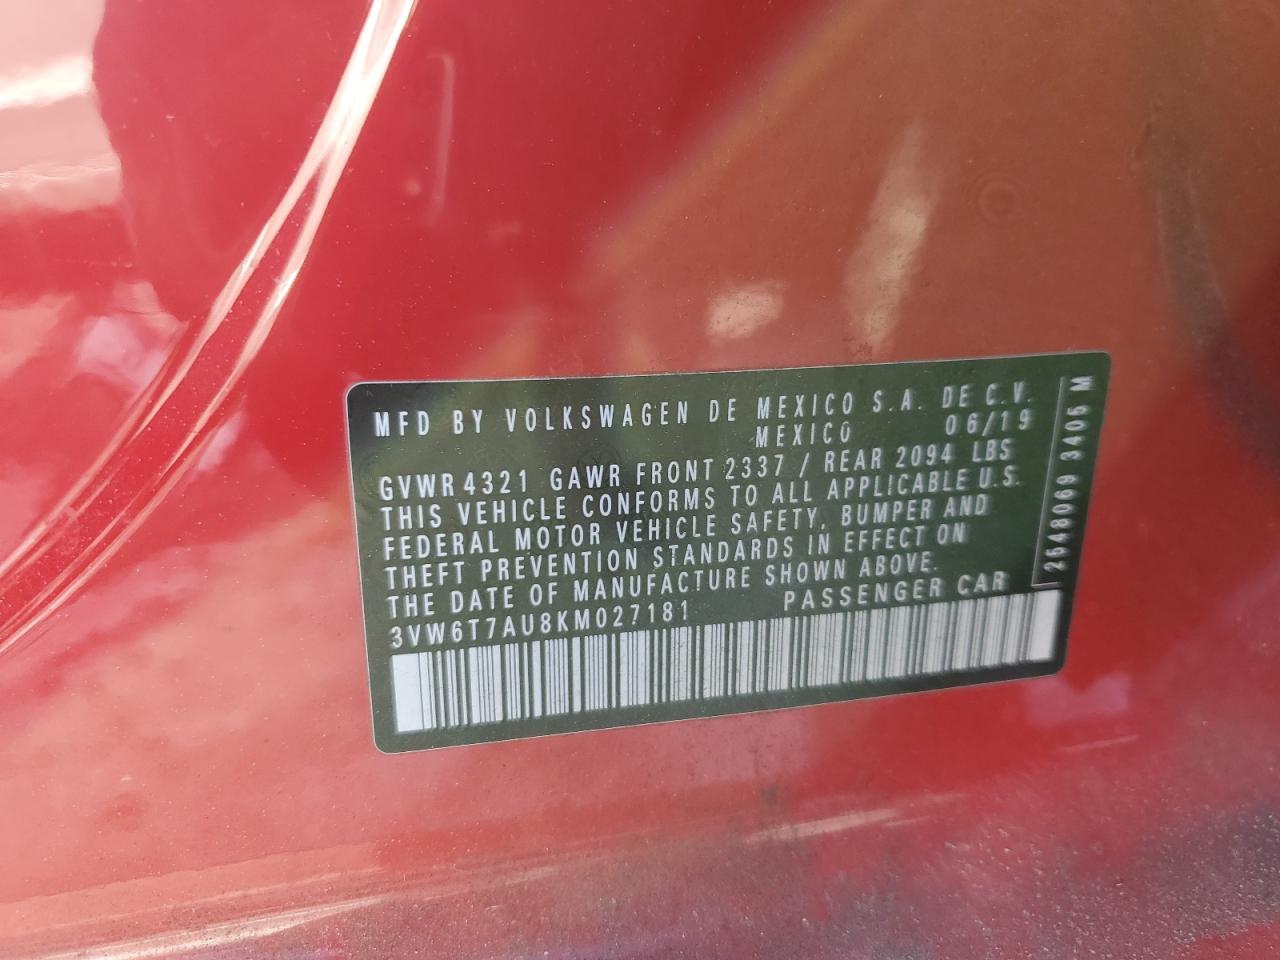 MFD BY VOLKSWAGEN DE MEXICO S.A. DE C.V.
MEXICO 06/19
GVWR 4321 GAWR FRONT 2337 / REAR 2094 LBS
THIS VEHICLE CONFORMS TO ALL APPLICABLE U.S.
FEDERAL MOTOR VEHICLE SAFETY, BUMPER AND
THEFT PREVENTION STANDARDS IN EFFECT ON
THE DATE OF MANUFACTURE SHOWN ABOVE.
3VW6T7AU8KM027181 PASSENGER CAR
2648069 3405 M